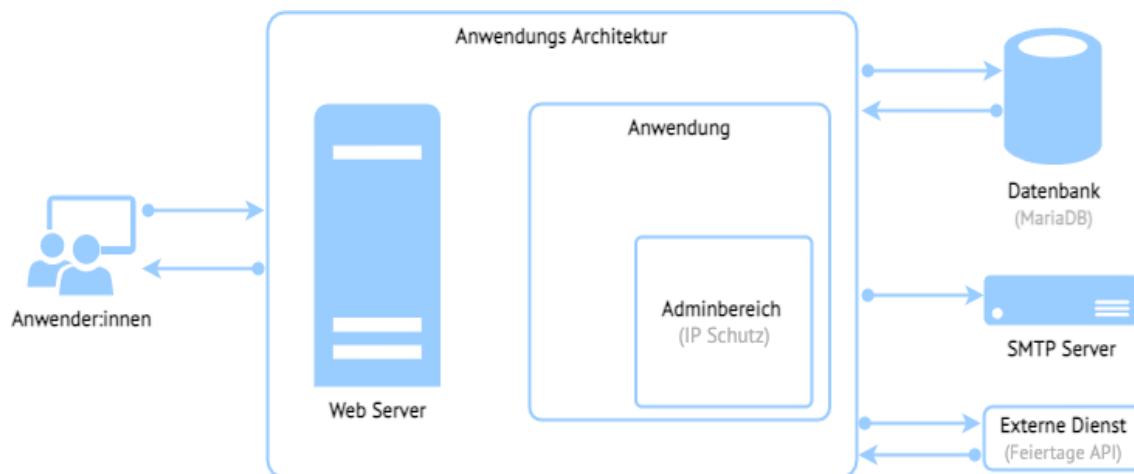 Anwendungs Architektur
Anwendung
Adminbereich
(IP Schutz)
Web Server
Anwender:innen
Datenbank
(MariaDB)
SMTP Server
Externe Dienst
(Feiertage API)